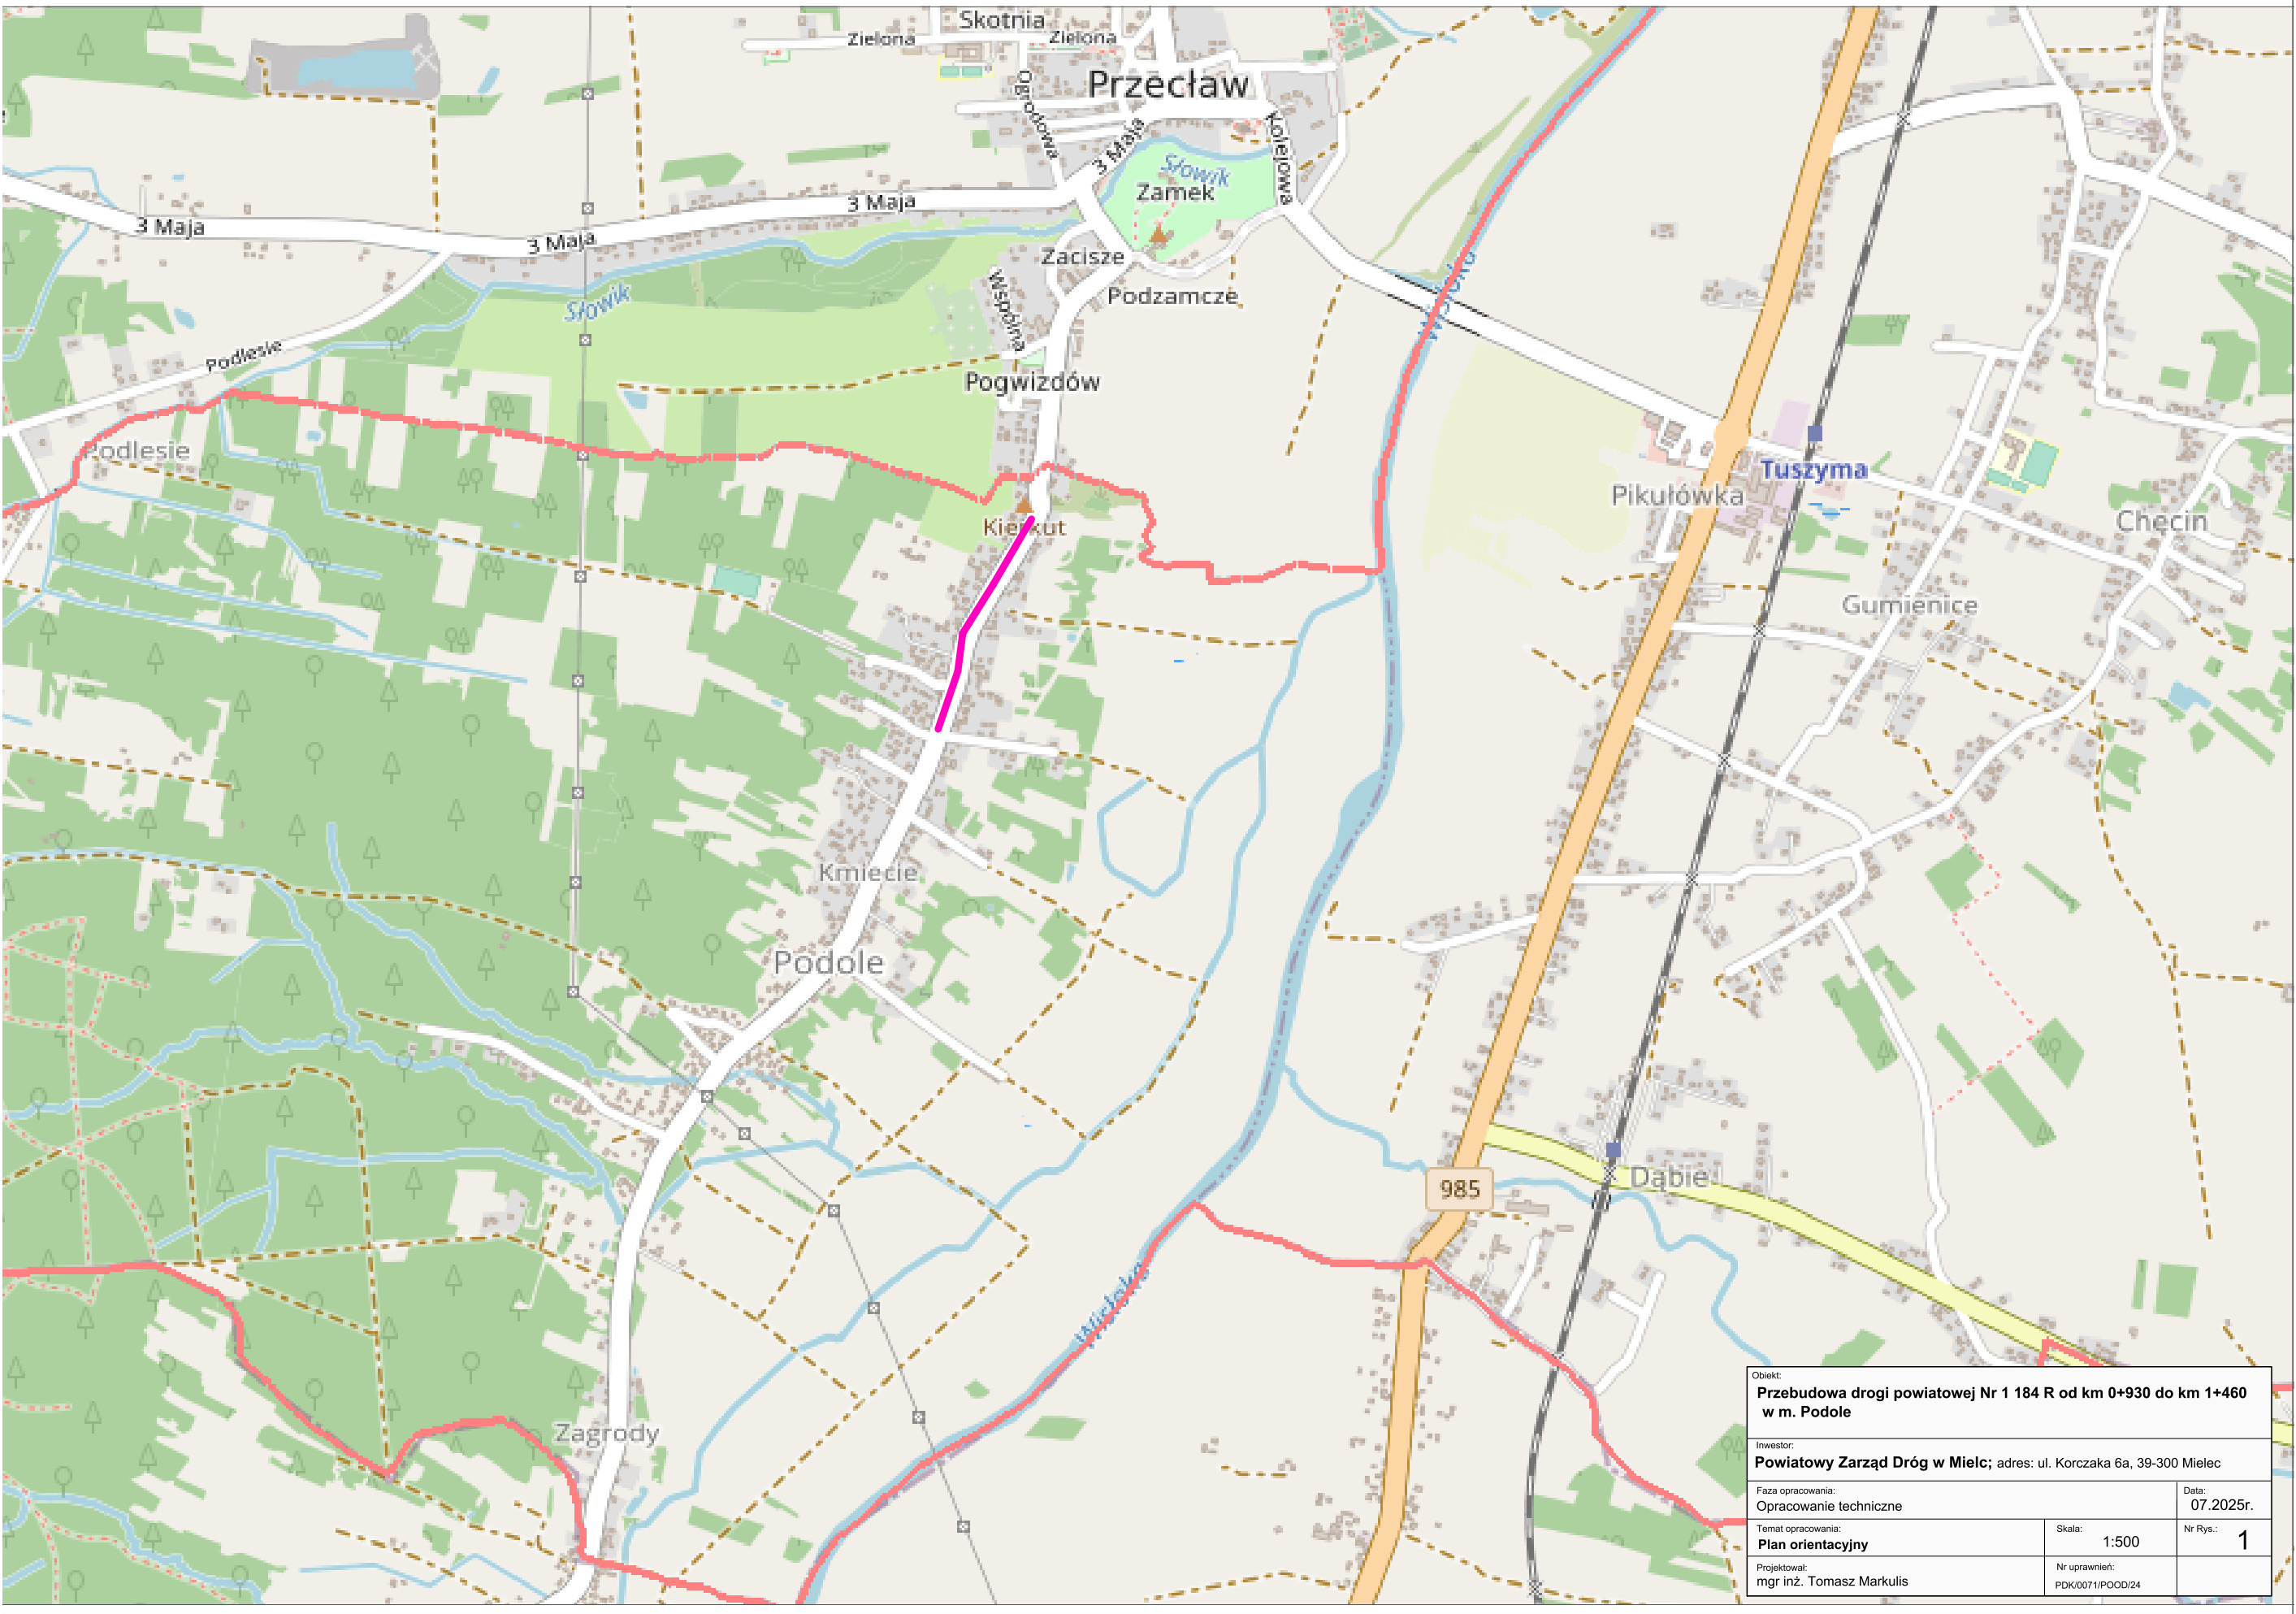 Skotnia
Zielona
Zielona
Przecław
Ogrodowa
3 Maja
Kolejowa
Słowik
Zamek
3 Maja
3 Maja
3 Maja
Zacisze
Podzamcze
Wspólna
Słowik
Wisłoka
Podlesie
Pogwizdów
Podlesie
Tuszyma
Pikułówka
Kierkut
Chęcin
Gumienice
Kmiecie
Podole
985
Dąbie
Wisłoka
Zagrody
Obiekt:
Przebudowa drogi powiatowej Nr 1 184 R od km 0+930 do km 1+460
w m. Podole
Inwestor:
Powiatowy Zarząd Dróg w Mielc; adres: ul. Korczaka 6a, 39-300 Mielec
Faza opracowania:
Opracowanie techniczne
Data:
07.2025r.
Temat opracowania:
Plan orientacyjny
Skala:
1:500
Nr Rys.:
1
Projektował:
mgr inż. Tomasz Markulis
Nr uprawnień:
PDK/0071/POOD/24